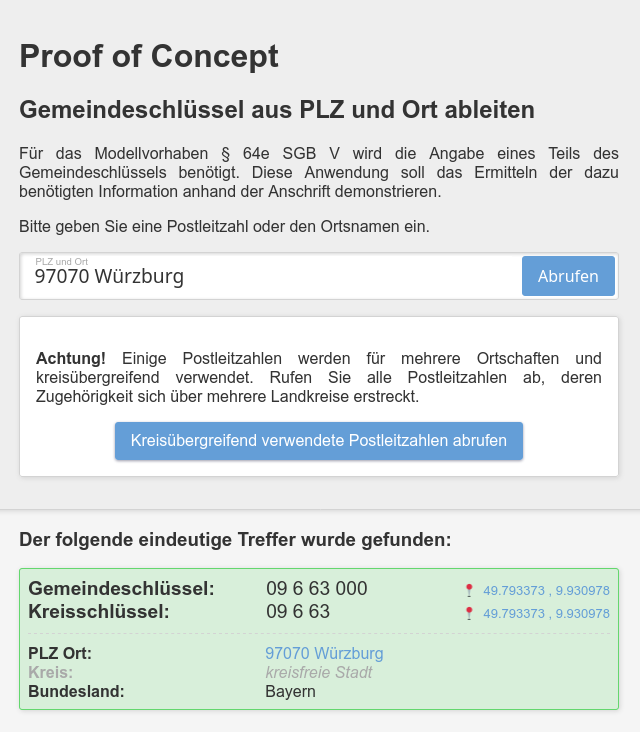 Proof of Concept
Gemeindeschlüssel aus PLZ und Ort ableiten
Für das Modellvorhaben § 64e SGB V wird die Angabe eines Teils des
Gemeindeschlüssels benötigt. Diese Anwendung soll das Ermitteln der dazu
benötigten Information anhand der Anschrift demonstrieren.
Bitte geben Sie eine Postleitzahl oder den Ortsnamen ein.
PLZ und Ort
97070 Würzburg Abrufen
Achtung! Einige Postleitzahlen werden für mehrere Ortschaften und
kreisübergreifend verwendet. Rufen Sie alle Postleitzahlen ab, deren
Zugehörigkeit sich über mehrere Landkreise erstreckt.
Kreisübergreifend verwendete Postleitzahlen abrufen
Der folgende eindeutige Treffer wurde gefunden:
Gemeindeschlüssel: 09 6 63 000 49.793373 , 9.930978
Kreisschlüssel: 09 6 63 49.793373 , 9.930978
PLZ Ort: 97070 Würzburg
Kreis: kreisfreie Stadt
Bundesland: Bayern